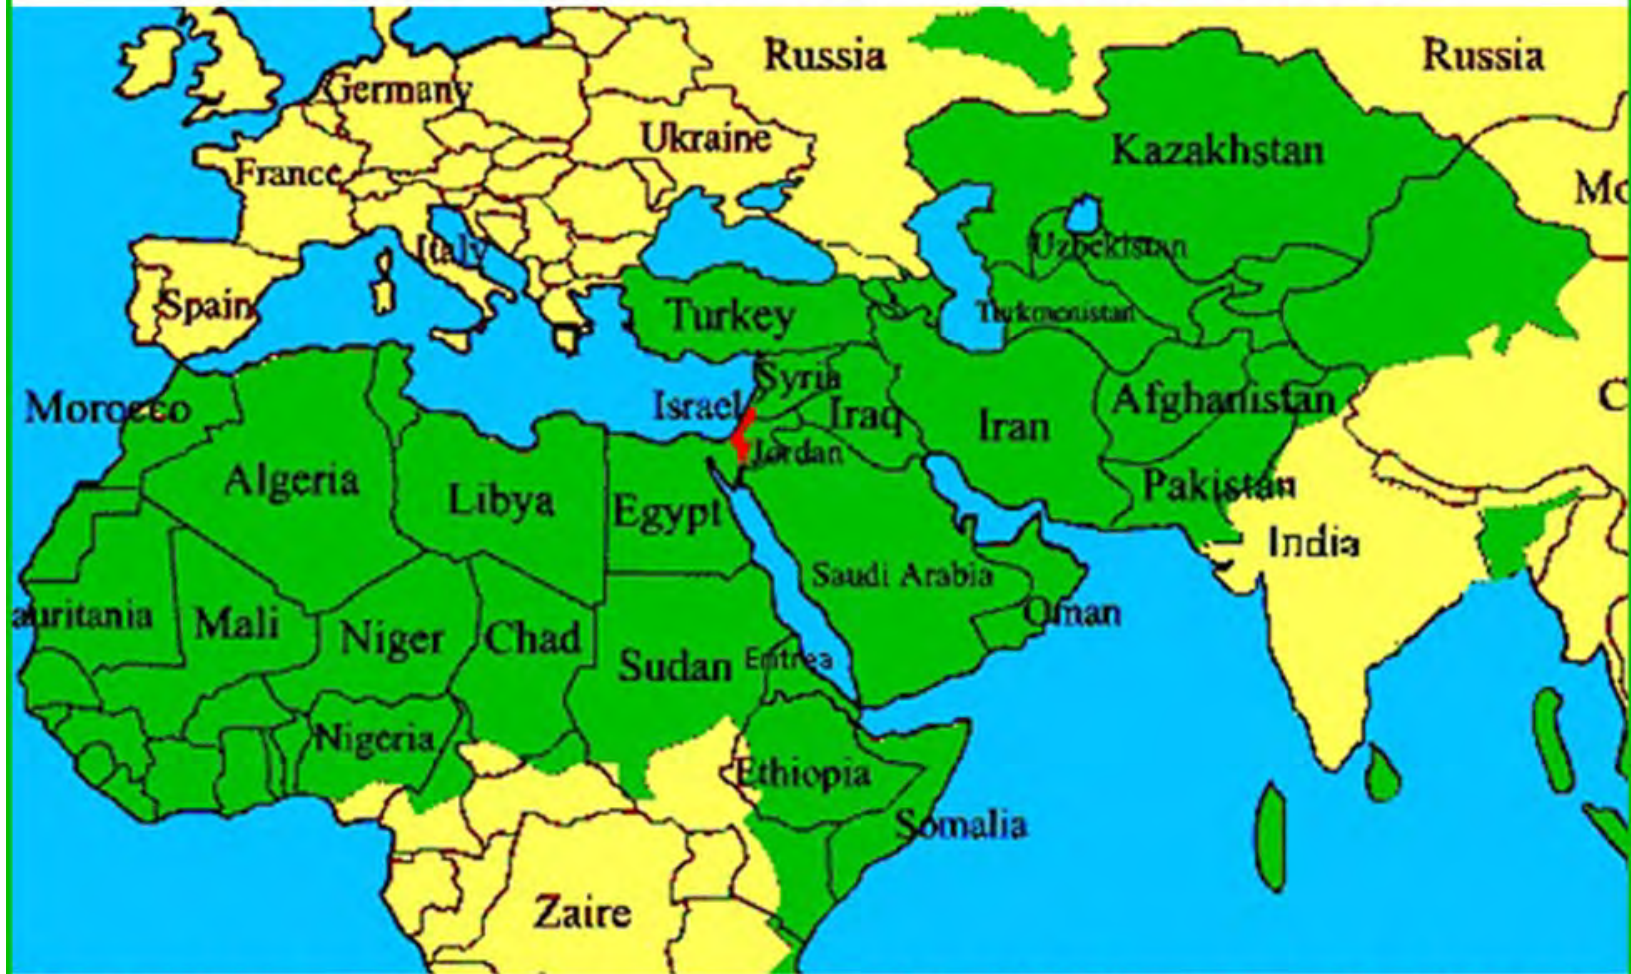 Russia
Russia
Germany
Ukraine
Kazakhstan
France
Mo
Italy
Uzbekistan
Spain
Turkey
Turkmenistan
Syria
Morocco
Israel
Iraq
Iran
Afghanistan
C
Jordan
Algeria
Libya
Egypt
Pakistan
India
Saudi Arabia
auritania
Mali
Niger
Chad
Oman
Sudan
Eritrea
Nigeria
Ethiopia
Somalia
Zaire